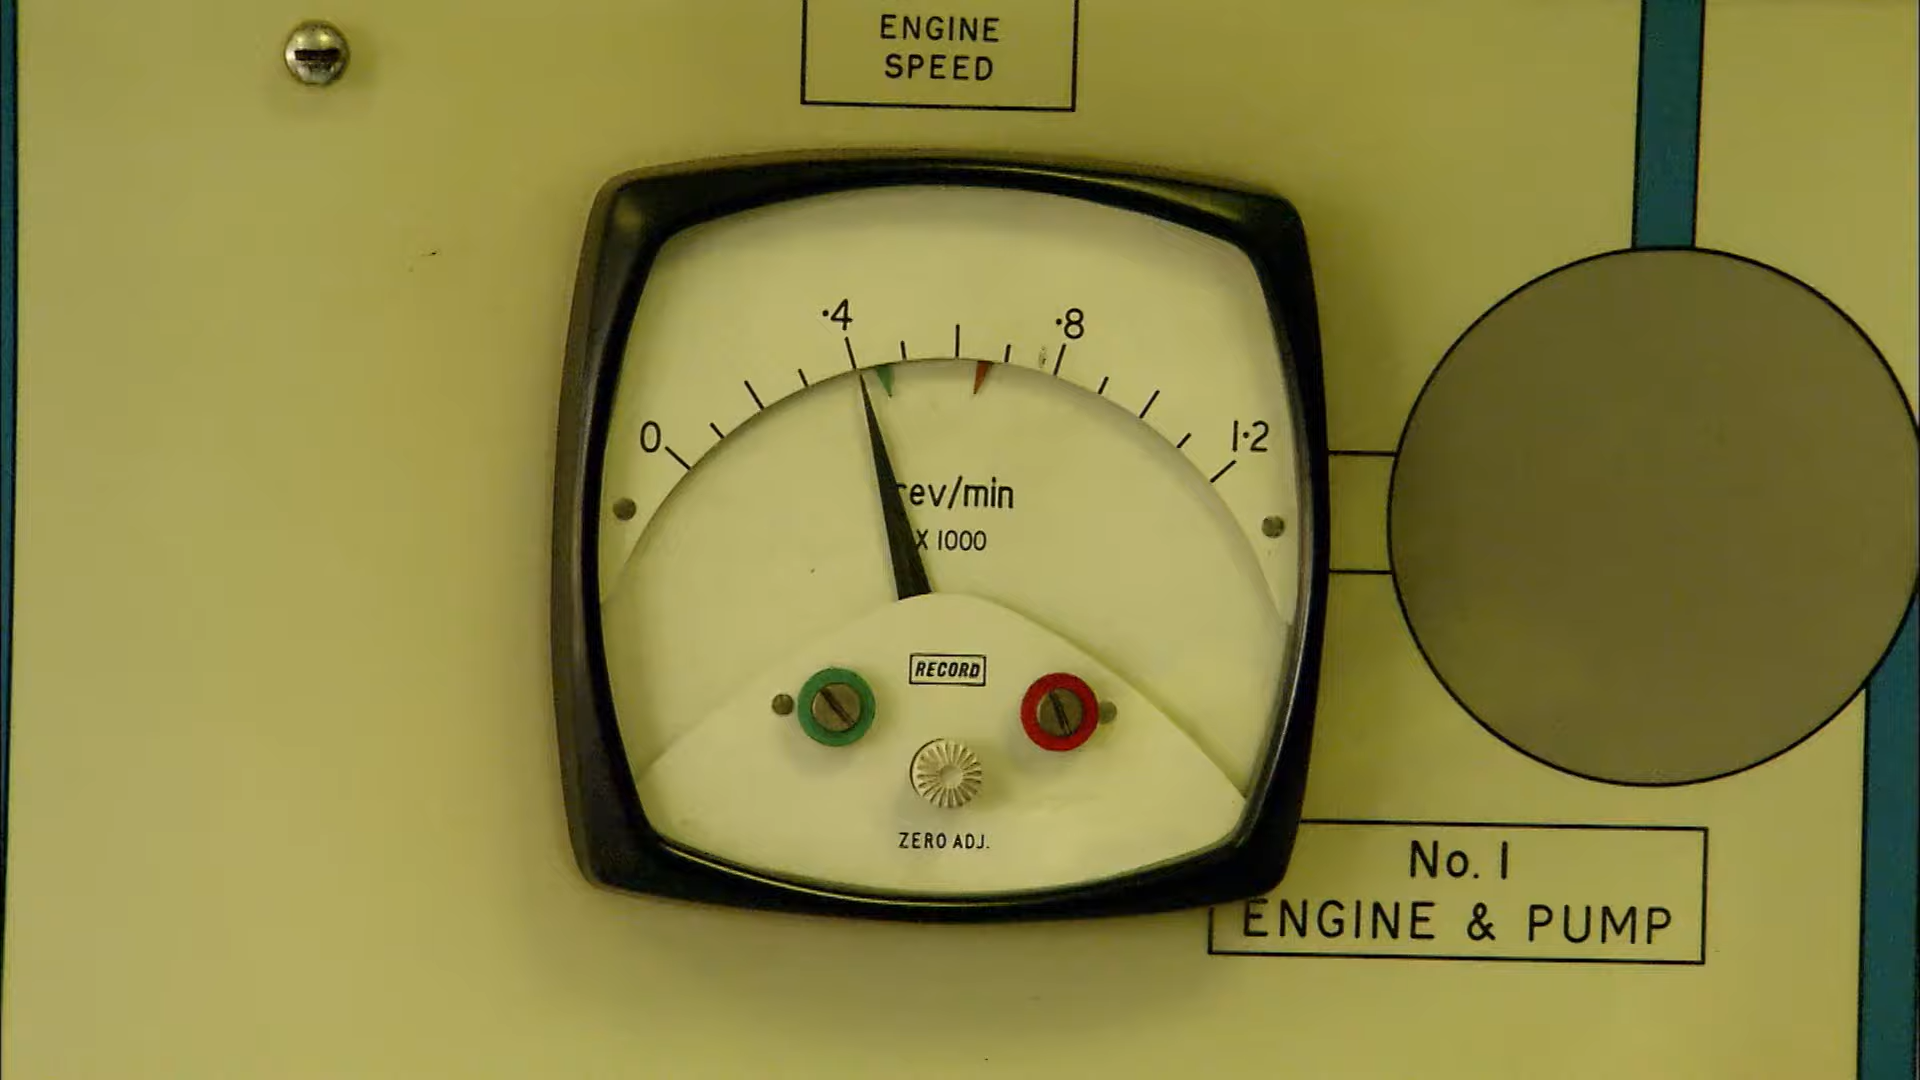 ENGINE
SPEED
0
·4
·8
1·2
rev/min
X 1000
RECORD
ZERO ADJ.
No. 1
ENGINE & PUMP